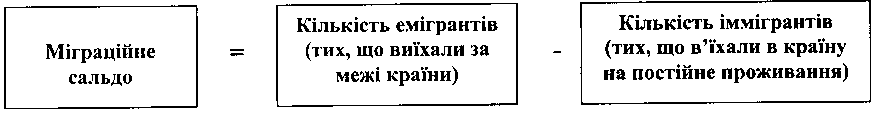 Міграційне
сальдо
=
Кількість емігрантів
(тих, що виїхали за
межі країни)
-
Кількість іммігрантів
(тих, що в’їхали в країну
на постійне проживання)